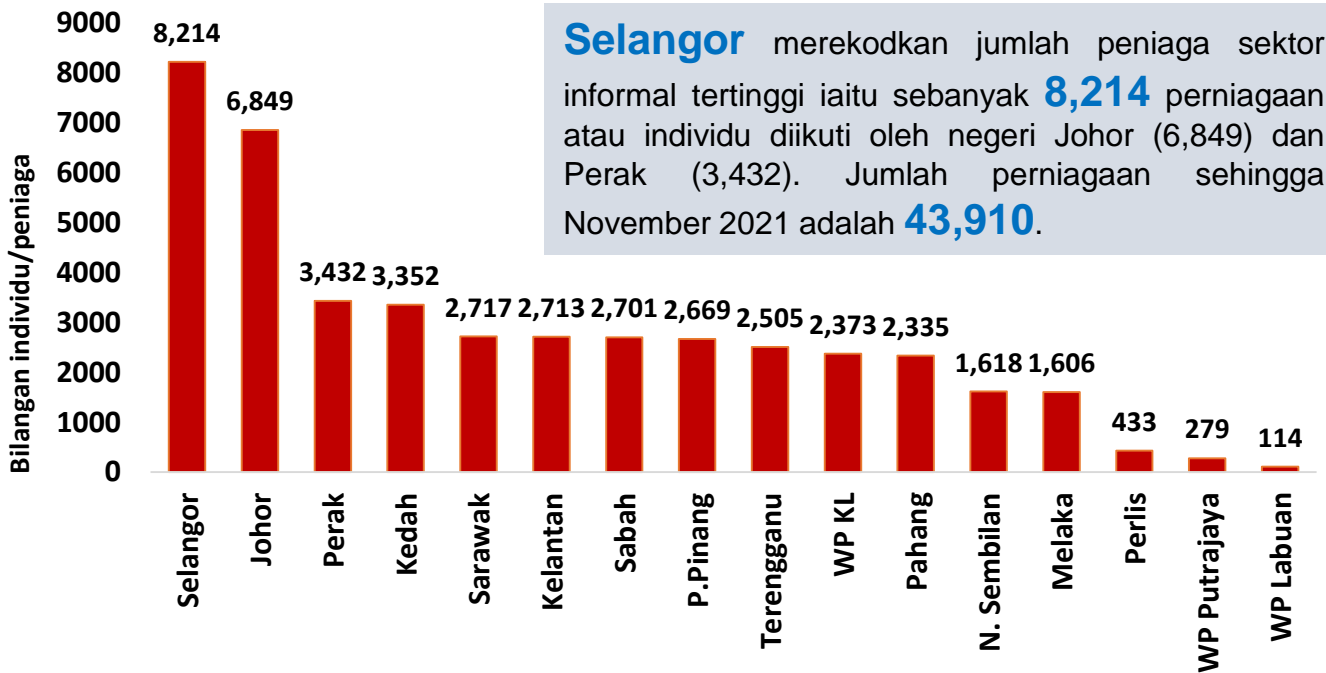 Selangor merekodkan jumlah peniaga sektor
informal tertinggi iaitu sebanyak 8,214 perniagaan
atau individu diikuti oleh negeri Johor (6,849) dan
Perak (3,432). Jumlah perniagaan sehingga
November 2021 adalah 43,910.
Bilangan individu/peniaga
9000
8000
7000
6000
5000
4000
3000
2000
1000
0
8,214
6,849
3,432
3,352
2,717
2,713
2,701
2,669
2,505
2,373
2,335
1,618
1,606
433
279
114
Selangor
Johor
Perak
Kedah
Sarawak
Kelantan
Sabah
P.Pinang
Terengganu
WP KL
Pahang
N. Sembilan
Melaka
Perlis
WP Putrajaya
WP Labuan